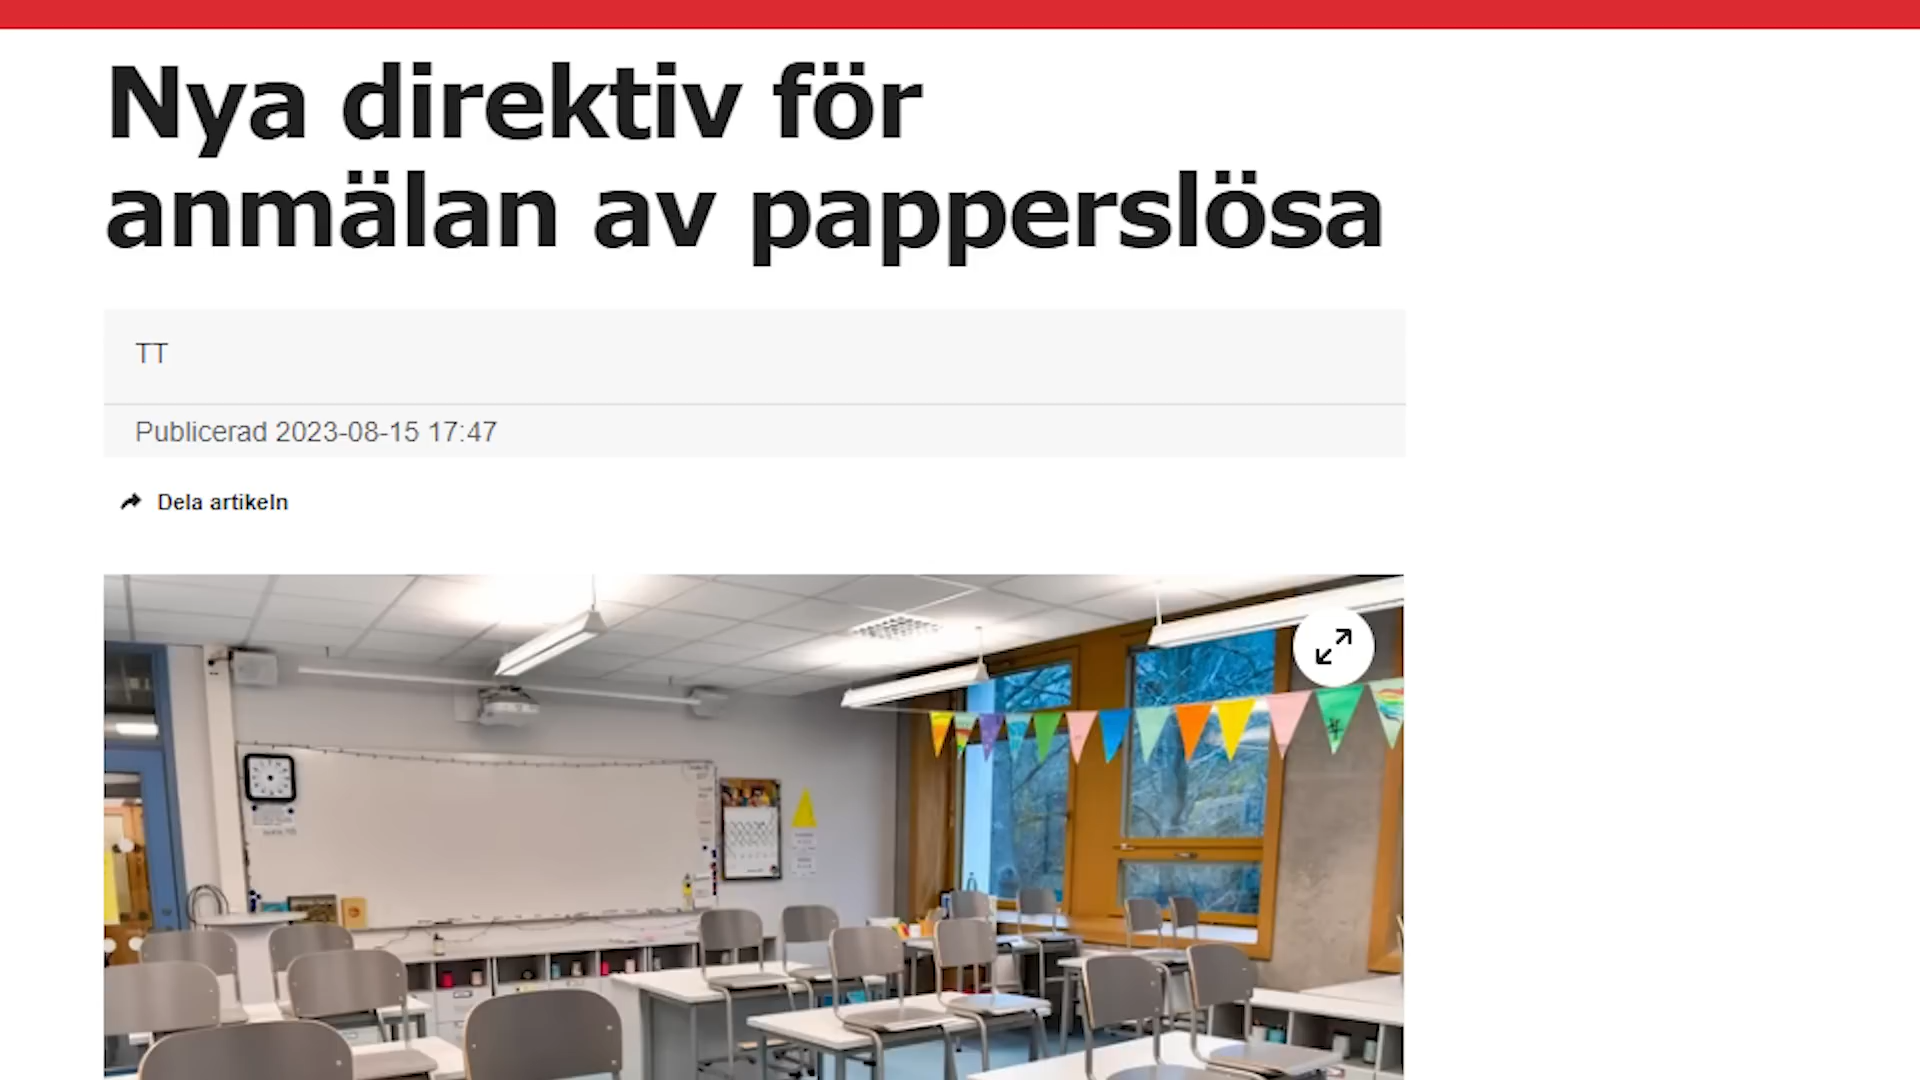 Nya direktiv för
anmälan av papperslösa
TT
Publicerad 2023-08-15 17:47
Dela artikeln